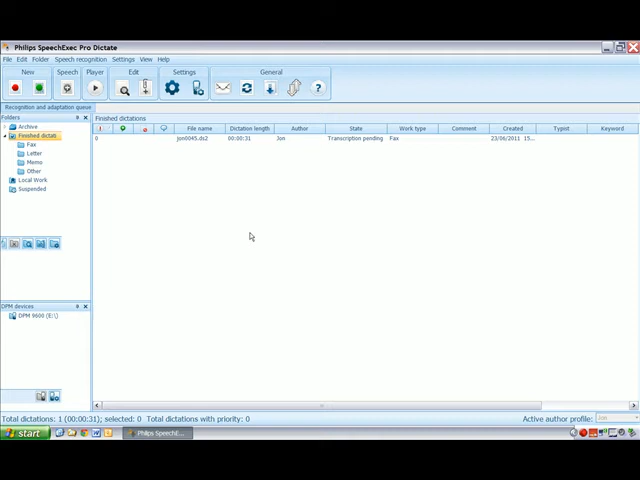 Philips SpeechExec Pro Dictate
File Edit Folder Speech recognition Settings View Help
New Speech Player Edit Settings General
Recognition and adaptation queue
Folders
Archive
Finished dictati
Fax
Letter
Memo
Other
Local Work
Suspended
DPM devices
DPM 9600 (E:\)
Finished dictations
File name Dictation length Author State Work type Comment Created Typist Keyword
0 jon0045.ds2 00:00:31 Jon Transcription pending Fax 23/06/2011 15...
Total dictations: 1 (00:00:31); selected: 0 Total dictations with priority: 0 Active author profile: Jon
start Philips SpeechE...